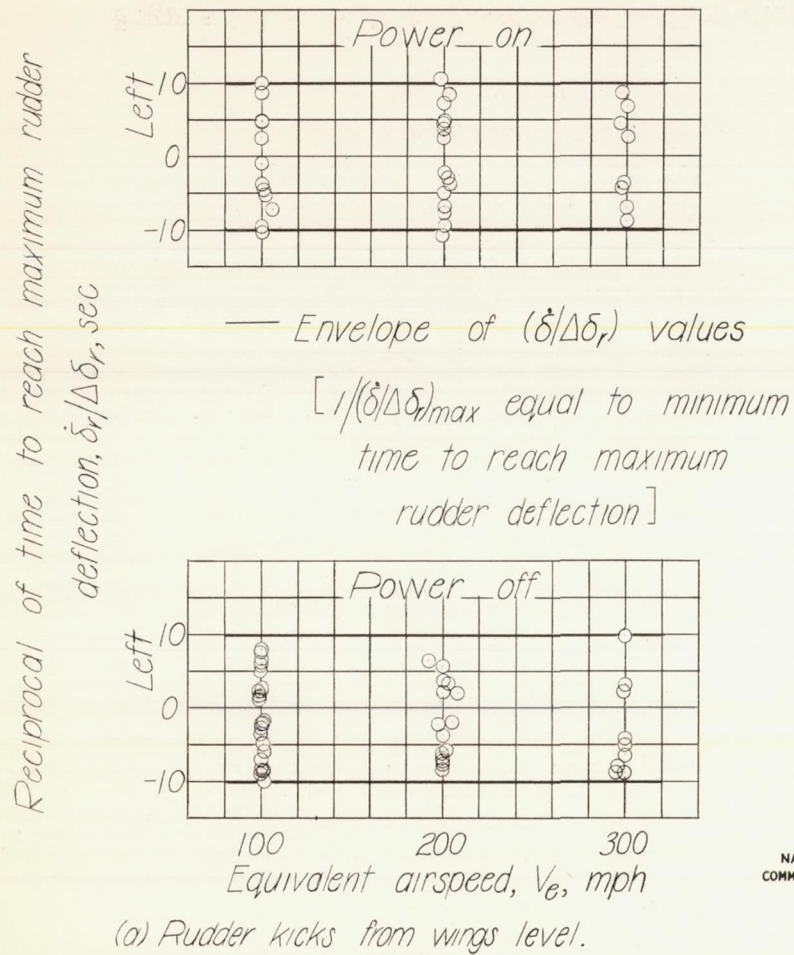 Power on
Left
10
0
-10
Reciprocal of time to reach maximum rudder
deflection, δ̇r/Δδr, sec
— Envelope of (δ̇/Δδr) values
[1/(δ̇/Δδr)max equal to minimum
time to reach maximum
rudder deflection]
Power off
Left
10
0
-10
100 200 300
Equivalent airspeed, Ve, mph
(a) Rudder kicks from wings level.